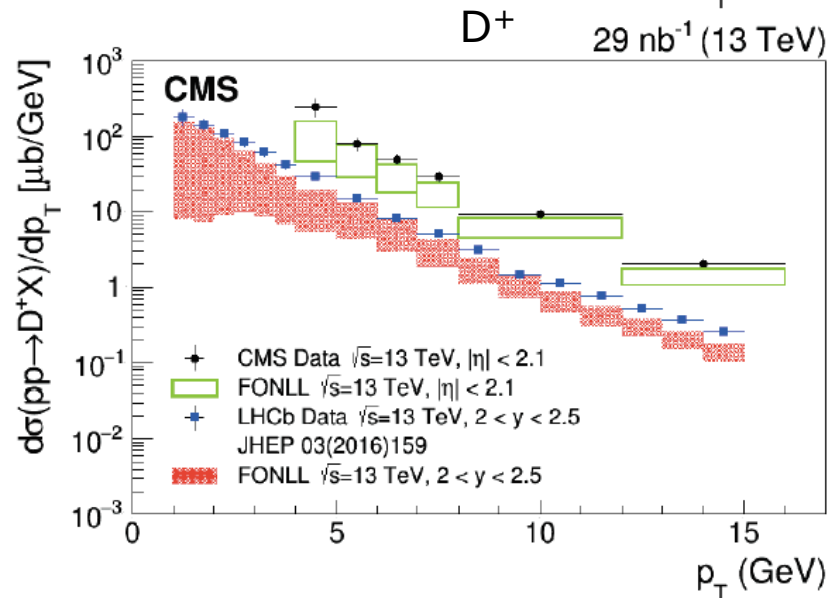 D⁺
29 nb⁻¹ (13 TeV)
dσ(pp→D⁺X)/dp_T [μb/GeV]
CMS
10³
10²
10
1
10⁻¹
10⁻²
10⁻³
CMS Data √s=13 TeV, |η| < 2.1
FONLL √s=13 TeV, |η| < 2.1
LHCb Data √s=13 TeV, 2 < y < 2.5
JHEP 03(2016)159
FONLL √s=13 TeV, 2 < y < 2.5
0 5 10 15
p_T (GeV)